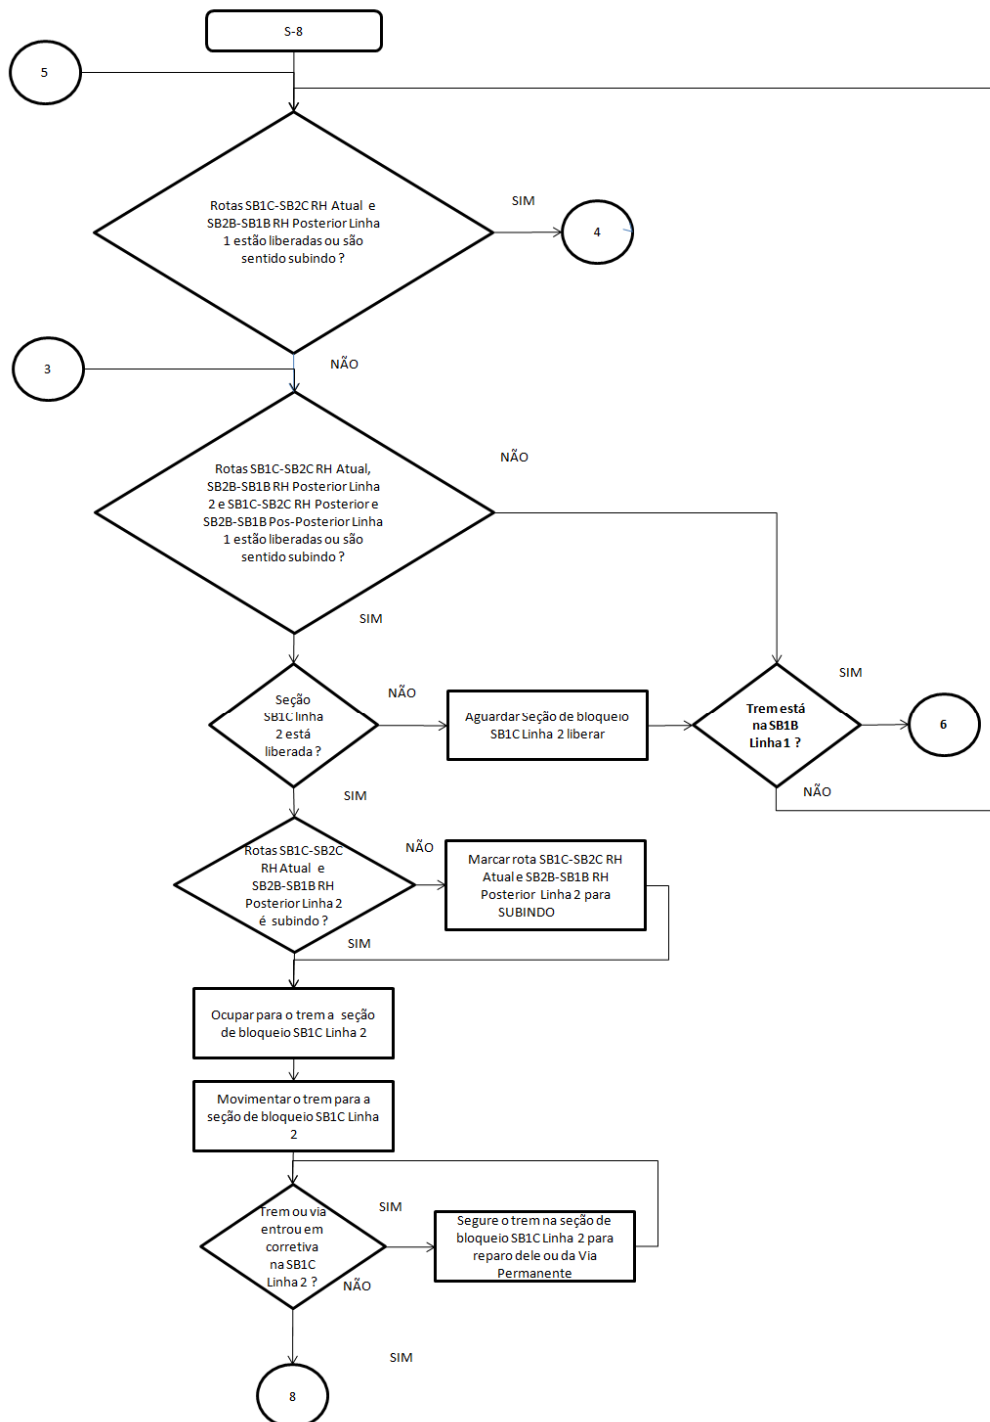 S-8
5
Rotas SB1C-SB2C RH Atual e
SB2B-SB1B RH Posterior Linha
1 estão liberadas ou são
sentido subindo ?
SIM
4
NÃO
3
Rotas SB1C-SB2C RH Atual,
SB2B-SB1B RH Posterior Linha
2 e SB1C-SB2C RH Posterior e
SB2B-SB1B Pos-Posterior Linha
1 estão liberadas ou são
sentido subindo ?
NÃO
SIM
Seção
SB1C linha
2 está
liberada ?
NÃO
Aguardar Seção de bloqueio
SB1C Linha 2 liberar
Trem está
na SB1B
Linha 1 ?
SIM
6
NÃO
SIM
Rotas SB1C-SB2C
RH Atual e
SB2B-SB1B RH
Posterior Linha 2
é subindo ?
NÃO
Marcar rota SB1C-SB2C RH
Atual e SB2B-SB1B RH
Posterior Linha 2 para
SUBINDO
SIM
Ocupar para o trem a seção
de bloqueio SB1C Linha 2
Movimentar o trem para a
seção de bloqueio SB1C Linha
2
Trem ou via
entrou em
corretiva
na SB1C
Linha 2 ?
SIM
Segure o trem na seção de
bloqueio SB1C Linha 2 para
reparo dele ou da Via
Permanente
NÃO
SIM
8